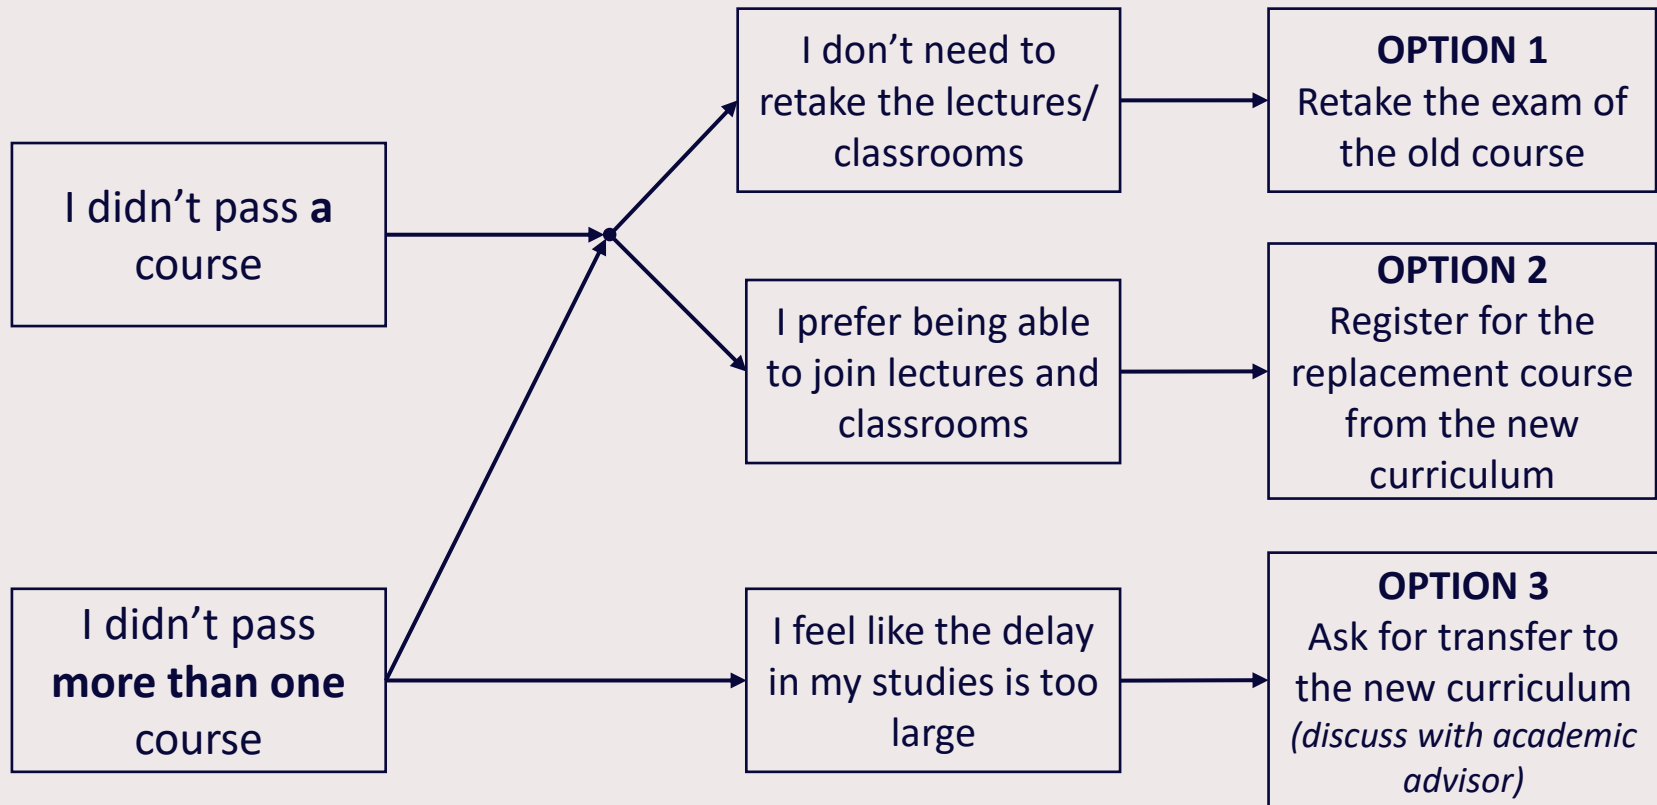 I didn’t pass a
course
I didn’t pass
more than one
course
I don’t need to
retake the lectures/
classrooms
I prefer being able
to join lectures and
classrooms
I feel like the delay
in my studies is too
large
OPTION 1
Retake the exam of
the old course
OPTION 2
Register for the
replacement course
from the new
curriculum
OPTION 3
Ask for transfer to
the new curriculum
(discuss with academic
advisor)